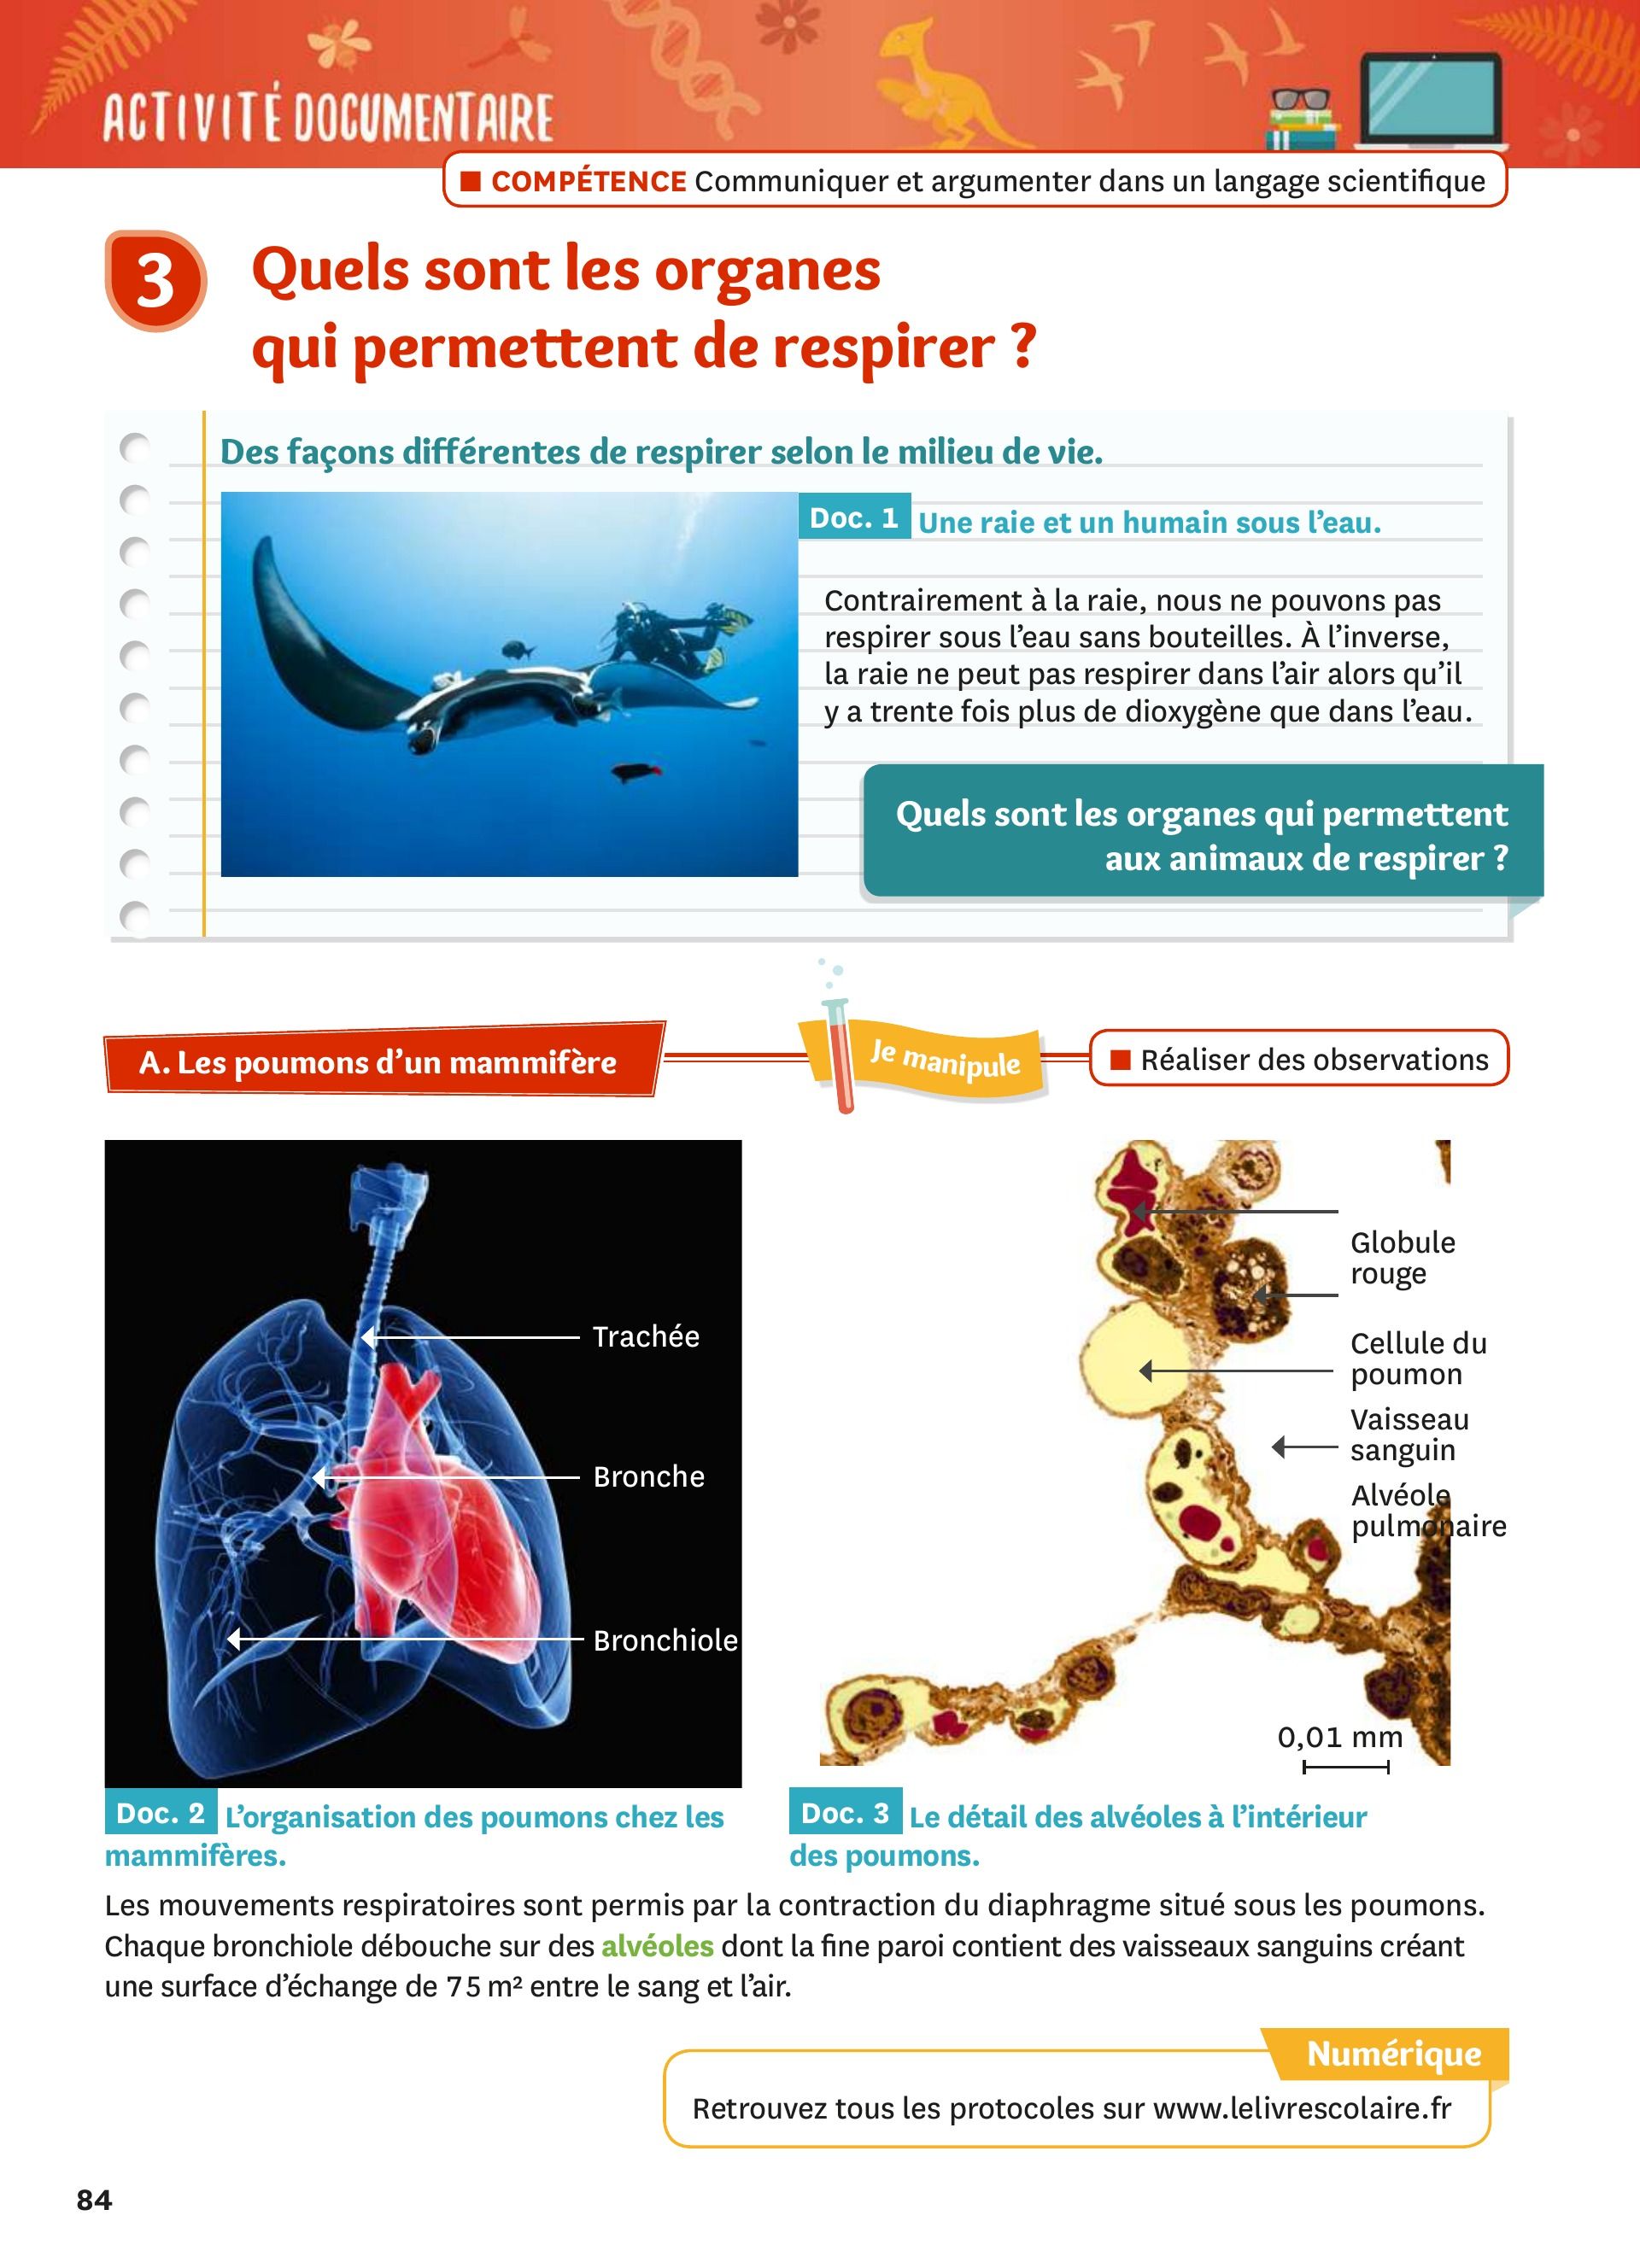 ACTIVITÉ DOCUMENTAIRE
■ COMPÉTENCE Communiquer et argumenter dans un langage scientifique
3
Quels sont les organes
qui permettent de respirer ?
Des façons différentes de respirer selon le milieu de vie.
Doc. 1 Une raie et un humain sous l’eau.
Contrairement à la raie, nous ne pouvons pas
respirer sous l’eau sans bouteilles. À l’inverse,
la raie ne peut pas respirer dans l’air alors qu’il
y a trente fois plus de dioxygène que dans l’eau.
Quels sont les organes qui permettent
aux animaux de respirer ?
A. Les poumons d’un mammifère
Je manipule
■ Réaliser des observations
Trachée
Bronche
Bronchiole
Globule
rouge
Cellule du
poumon
Vaisseau
sanguin
Alvéole
pulmonaire
0,01 mm
Doc. 2 L’organisation des poumons chez les
mammifères.
Doc. 3 Le détail des alvéoles à l’intérieur
des poumons.
Les mouvements respiratoires sont permis par la contraction du diaphragme situé sous les poumons.
Chaque bronchiole débouche sur des alvéoles dont la fine paroi contient des vaisseaux sanguins créant
une surface d’échange de 75 m² entre le sang et l’air.
Numérique
Retrouvez tous les protocoles sur www.lelivrescolaire.fr
84